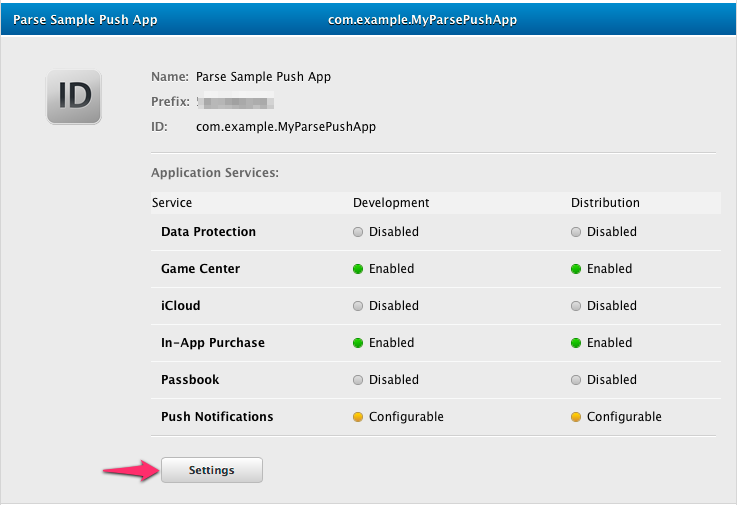 Parse Sample Push App com.example.MyParsePushApp
ID
Name: Parse Sample Push App
Prefix:
ID: com.example.MyParsePushApp
Application Services:
Service Development Distribution
Data Protection Disabled Disabled
Game Center Enabled Enabled
iCloud Disabled Disabled
In-App Purchase Enabled Enabled
Passbook Disabled Disabled
Push Notifications Configurable Configurable
Settings